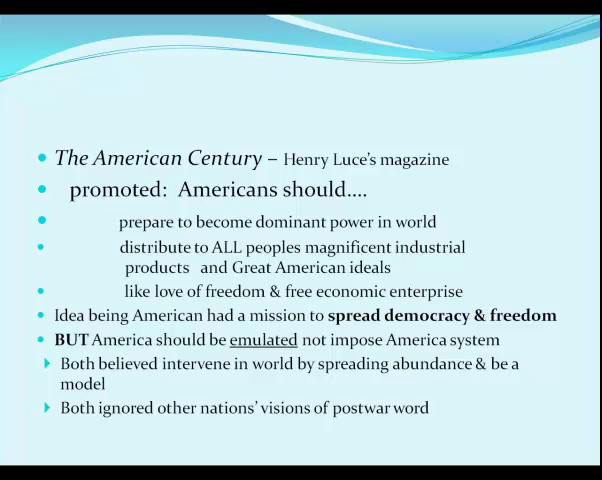 The American Century – Henry Luce's magazine
promoted: Americans should....
prepare to become dominant power in world
distribute to ALL peoples magnificent industrial
products and Great American ideals
like love of freedom & free economic enterprise
Idea being American had a mission to spread democracy & freedom
BUT America should be emulated not impose America system
Both believed intervene in world by spreading abundance & be a
model
Both ignored other nations' visions of postwar word